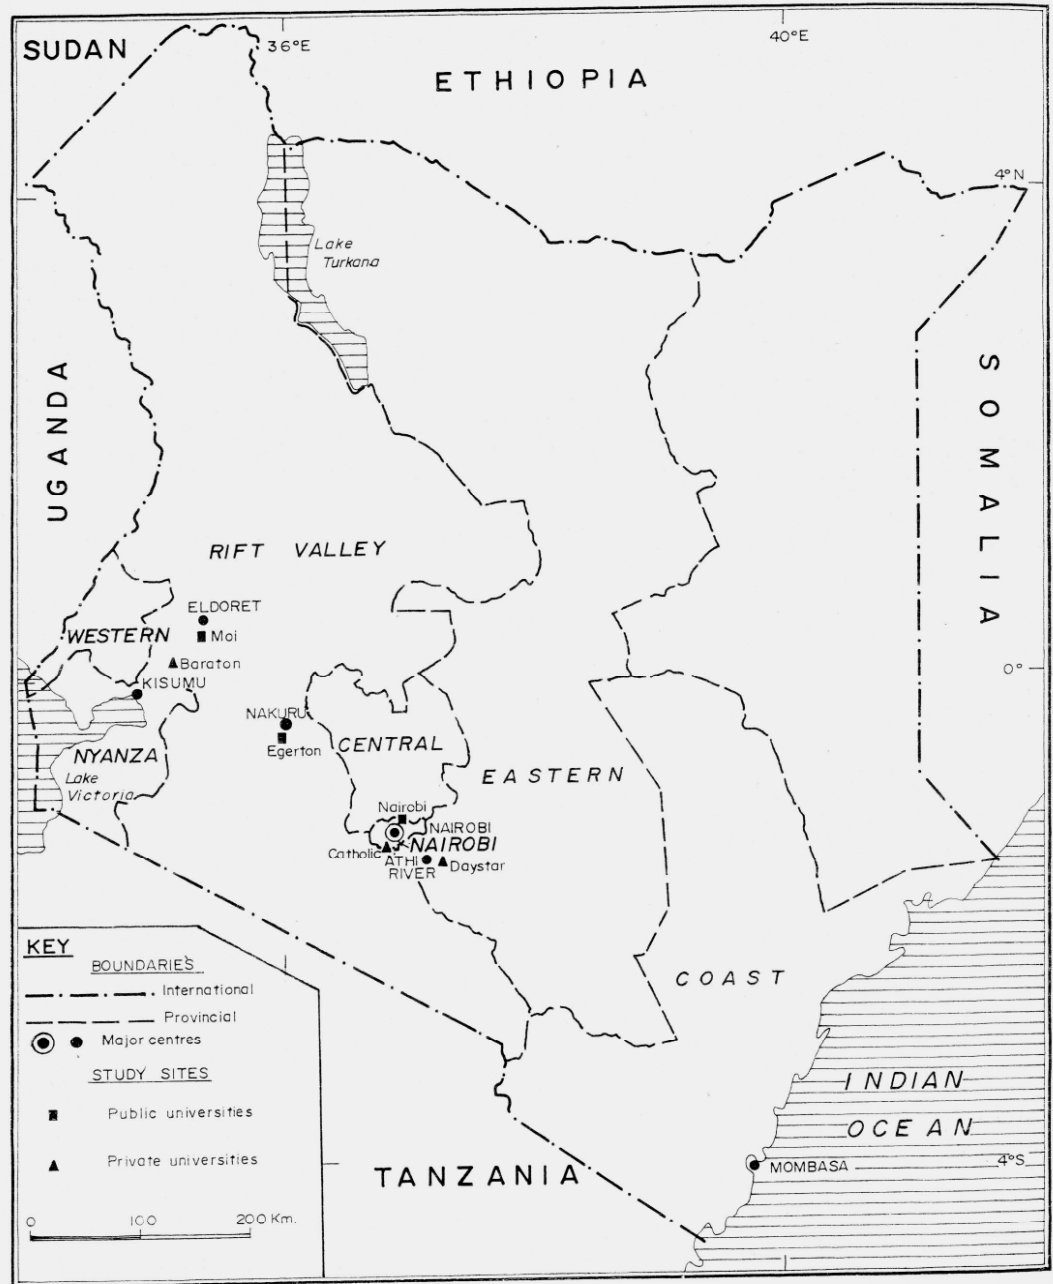 36°E
40°E
SUDAN
ETHIOPIA
4°N
Lake
Turkana
UGANDA
SOMALIA
RIFT VALLEY
ELDORET
WESTERN
Moi
Baraton
0°
KISUMU
NAKURU
Egerton
CENTRAL
NYANZA
EASTERN
Lake
Victoria
Nairobi
NAIROBI
NAIROBI
Catholic
ATHI
RIVER
Daystar
COAST
KEY
BOUNDARIES
International
Provincial
Major centres
STUDY SITES
Public universities
Private universities
0 100 200 Km.
INDIAN
OCEAN
TANZANIA
MOMBASA
4°S